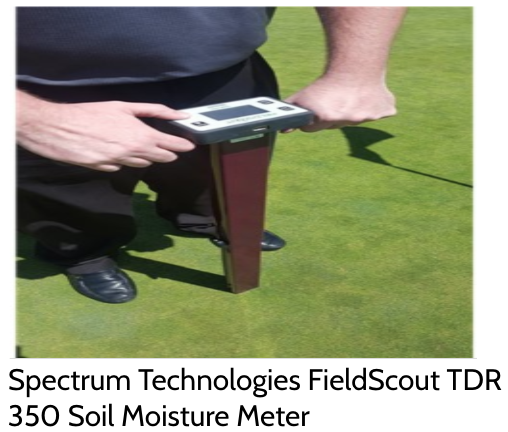 Spectrum Technologies FieldScout TDR
350 Soil Moisture Meter